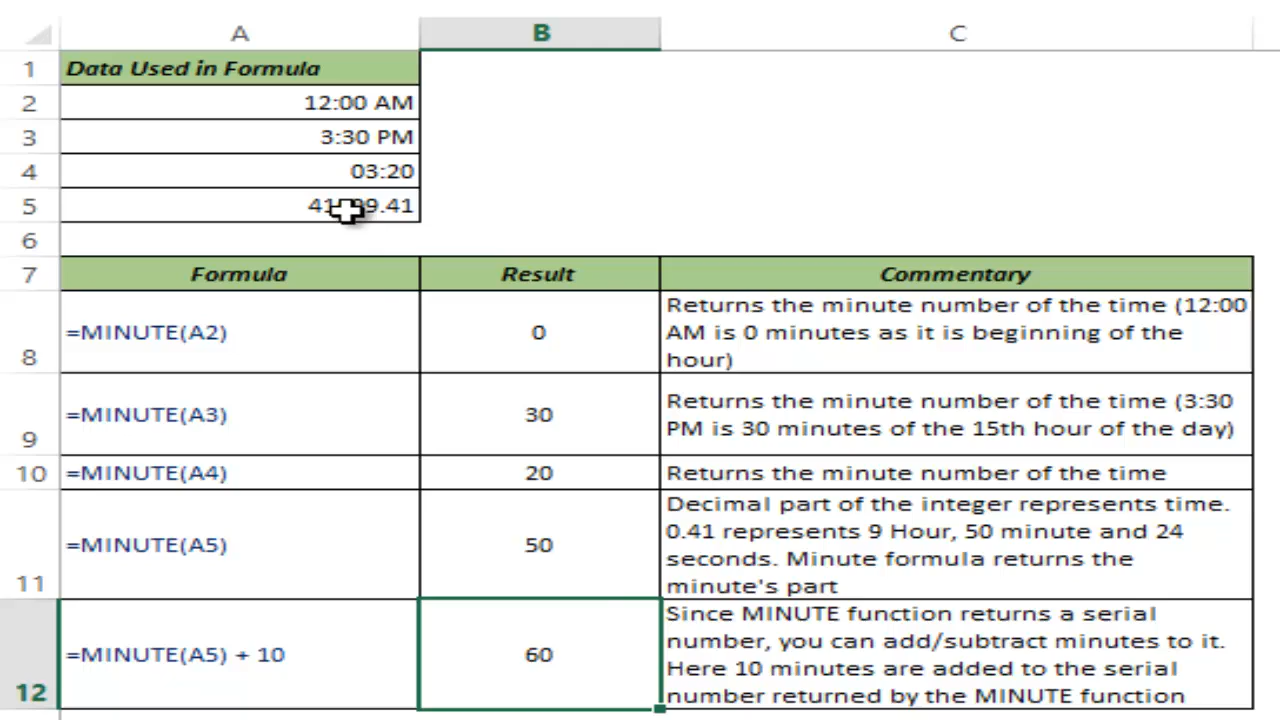 A B C
1 Data Used in Formula
2 12:00 AM
3 3:30 PM
4 03:20
5
6
7 Formula Result Commentary
Returns the minute number of the time (12:00
8 =MINUTE(A2) 0 AM is 0 minutes as it is beginning of the
hour)
Returns the minute number of the time (3:30
9 =MINUTE(A3) 30 PM is 30 minutes of the 15th hour of the day)
10 =MINUTE(A4) 20 Returns the minute number of the time
Decimal part of the integer represents time.
0.41 represents 9 Hour, 50 minute and 24
11 =MINUTE(A5) 50 seconds. Minute formula returns the
minute's part
Since MINUTE function returns a serial
number, you can add/subtract minutes to it.
12 =MINUTE(A5) + 10 60 Here 10 minutes are added to the serial
number returned by the MINUTE function